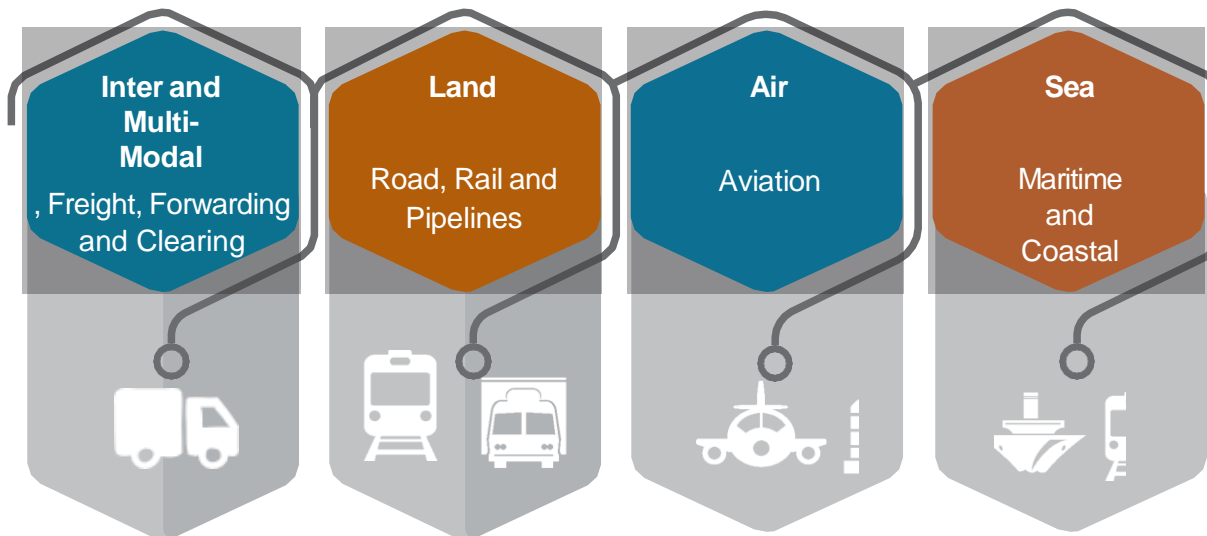 Inter and
Multi-
Modal
, Freight, Forwarding
and Clearing
Land
Road, Rail and
Pipelines
Air
Aviation
Sea
Maritime
and
Coastal